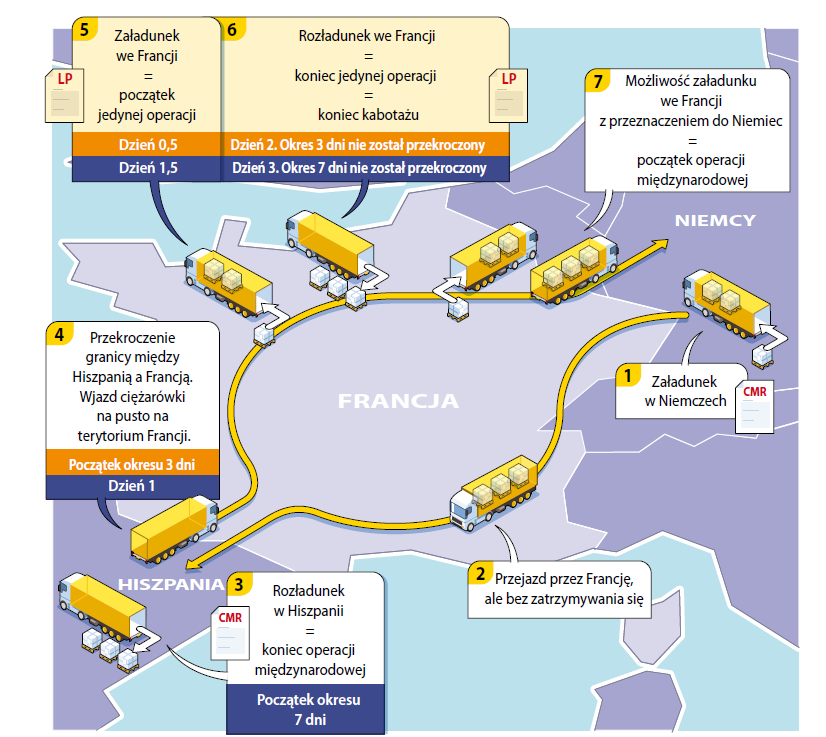 5
Załadunek
we Francji
=
początek
jedynej operacji
LP
Dzień 0,5
Dzień 1,5
6
Rozładunek we Francji
=
koniec jedynej operacji
=
koniec kabotażu
LP
Dzień 2. Okres 3 dni nie został przekroczony
Dzień 3. Okres 7 dni nie został przekroczony
7
Możliwość załadunku
we Francji
z przeznaczeniem do Niemiec
=
początek operacji
międzynarodowej
NIEMCY
4
Przekroczenie
granicy między
Hiszpanią a Francją.
Wjazd ciężarówki
na pusto na
terytorium Francji.
Początek okresu 3 dni
Dzień 1
FRANCJA
1
Załadunek
w Niemczech
CMR
HISZPANIA
2
Przejazd przez Francję,
ale bez zatrzymywania się
3
Rozładunek
w Hiszpanii
=
koniec operacji
międzynarodowej
CMR
Początek okresu
7 dni